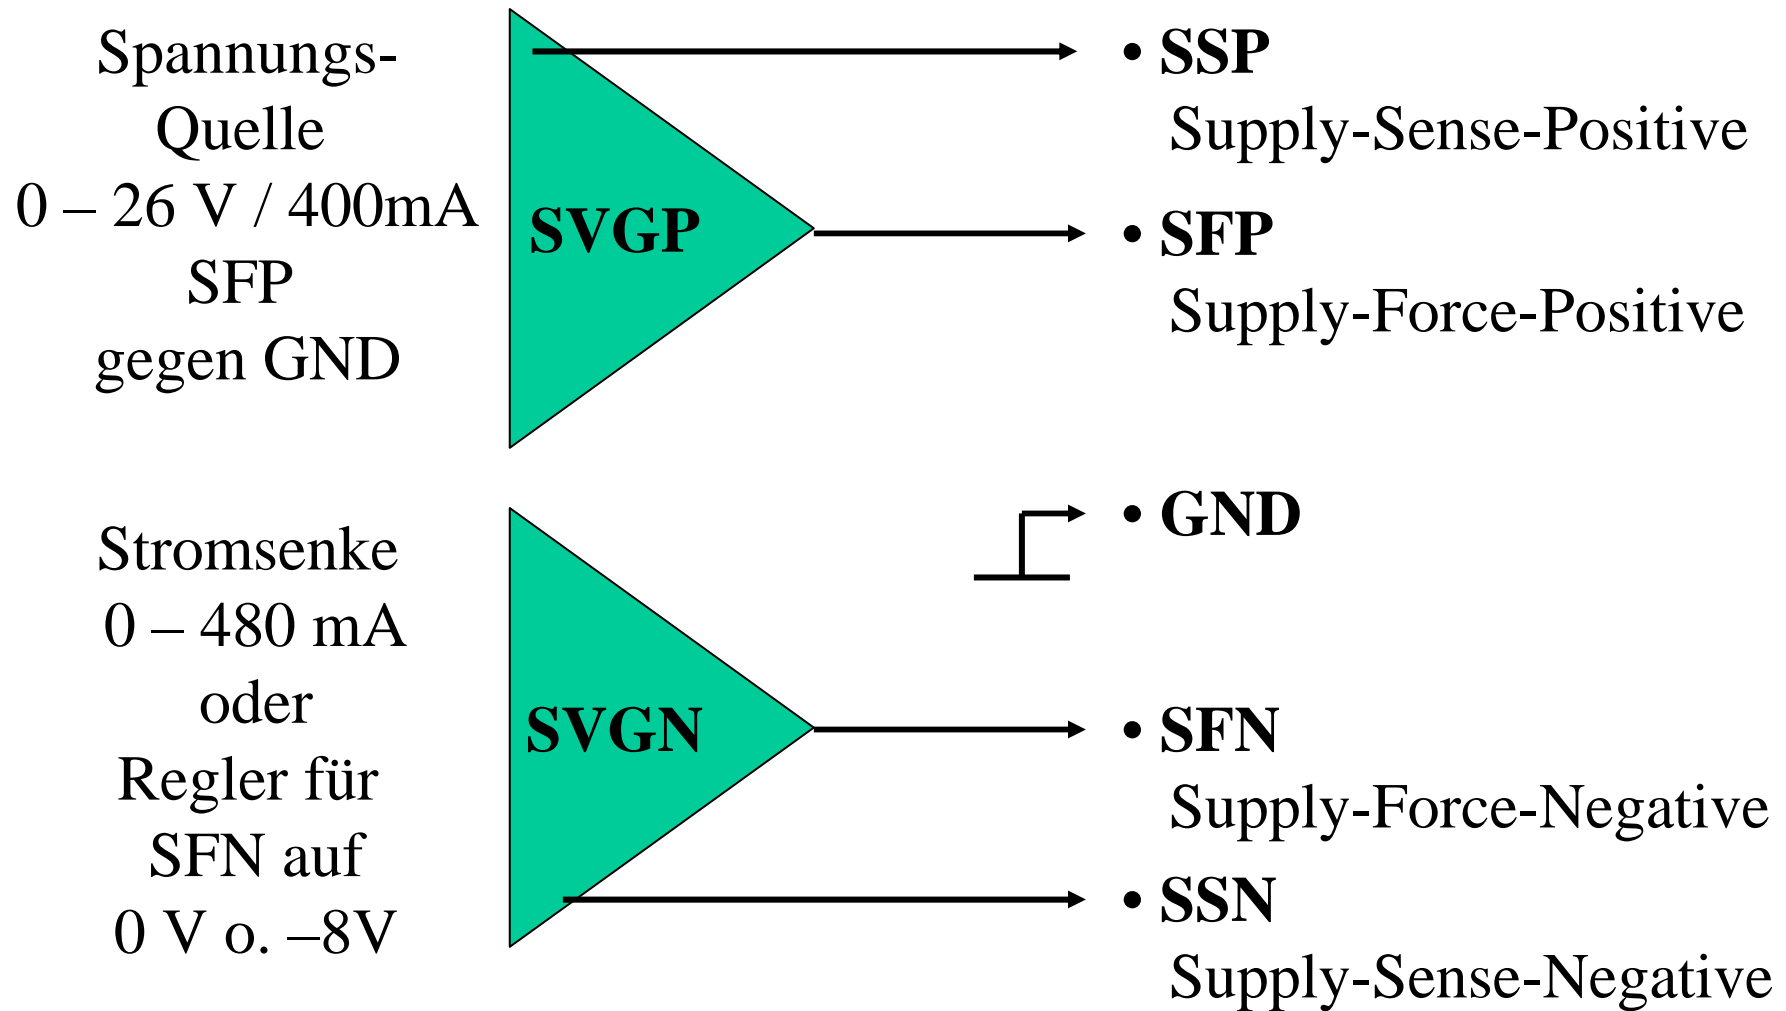 Spannungs-
Quelle
0 – 26 V / 400mA
SFP
gegen GND
SVGP
• SSP
Supply-Sense-Positive
• SFP
Supply-Force-Positive
• GND
Stromsenke
0 – 480 mA
oder
Regler für
SFN auf
0 V o. –8V
SVGN
• SFN
Supply-Force-Negative
• SSN
Supply-Sense-Negative